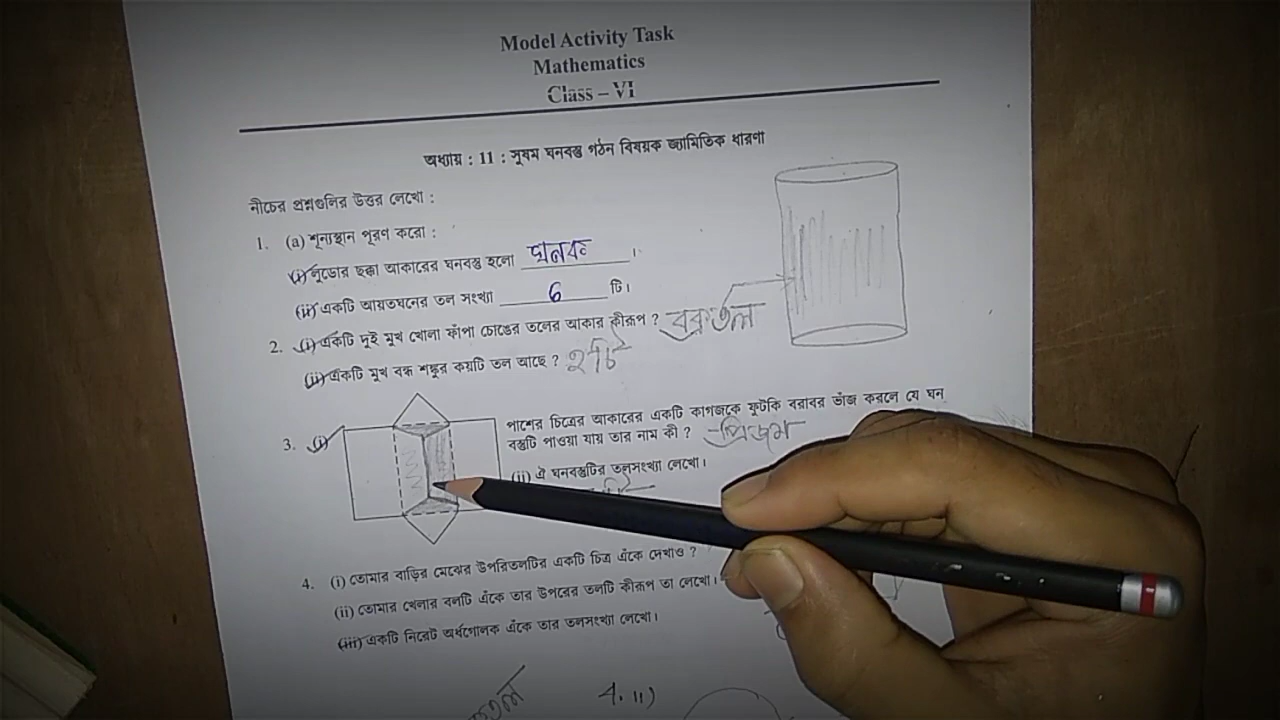 Model Activity Task
Mathematics
Class – VI
অধ্যায় : 11 : সুষম ঘনবস্তু গঠন বিষয়ক জ্যামিতিক ধারণা
নীচের প্রশ্নগুলির উত্তর লেখো :
1. (a) শূন্যস্থান পূরণ করো :
(i) লুডোর ছক্কা আকারের ঘনবস্তু হলো ঘনক ।
(ii) একটি আয়তঘনের তল সংখ্যা 6 টি।
2. (i) একটি দুই মুখ খোলা ফাঁপা চোঙের তলের আকার কীরূপ ? বক্রতল
(ii) একটি মুখ বন্ধ শঙ্কুর কয়টি তল আছে ? ২টি
3. (i) পাশের চিত্রের আকারের একটি কাগজকে ফুটকি বরাবর ভাঁজ করলে যে ঘন
বস্তুটি পাওয়া যায় তার নাম কী ? প্রিজম
(ii) ঐ ঘনবস্তুটির তলসংখ্যা লেখো।
4. (i) তোমার বাড়ির মেঝের উপরিতলটির একটি চিত্র এঁকে দেখাও ?
(ii) তোমার খেলার বলটি এঁকে তার উপরের তলটি কীরূপ তা লেখো।
(iii) একটি নিরেট অর্ধগোলক এঁকে তার তলসংখ্যা লেখো।
4. ii)